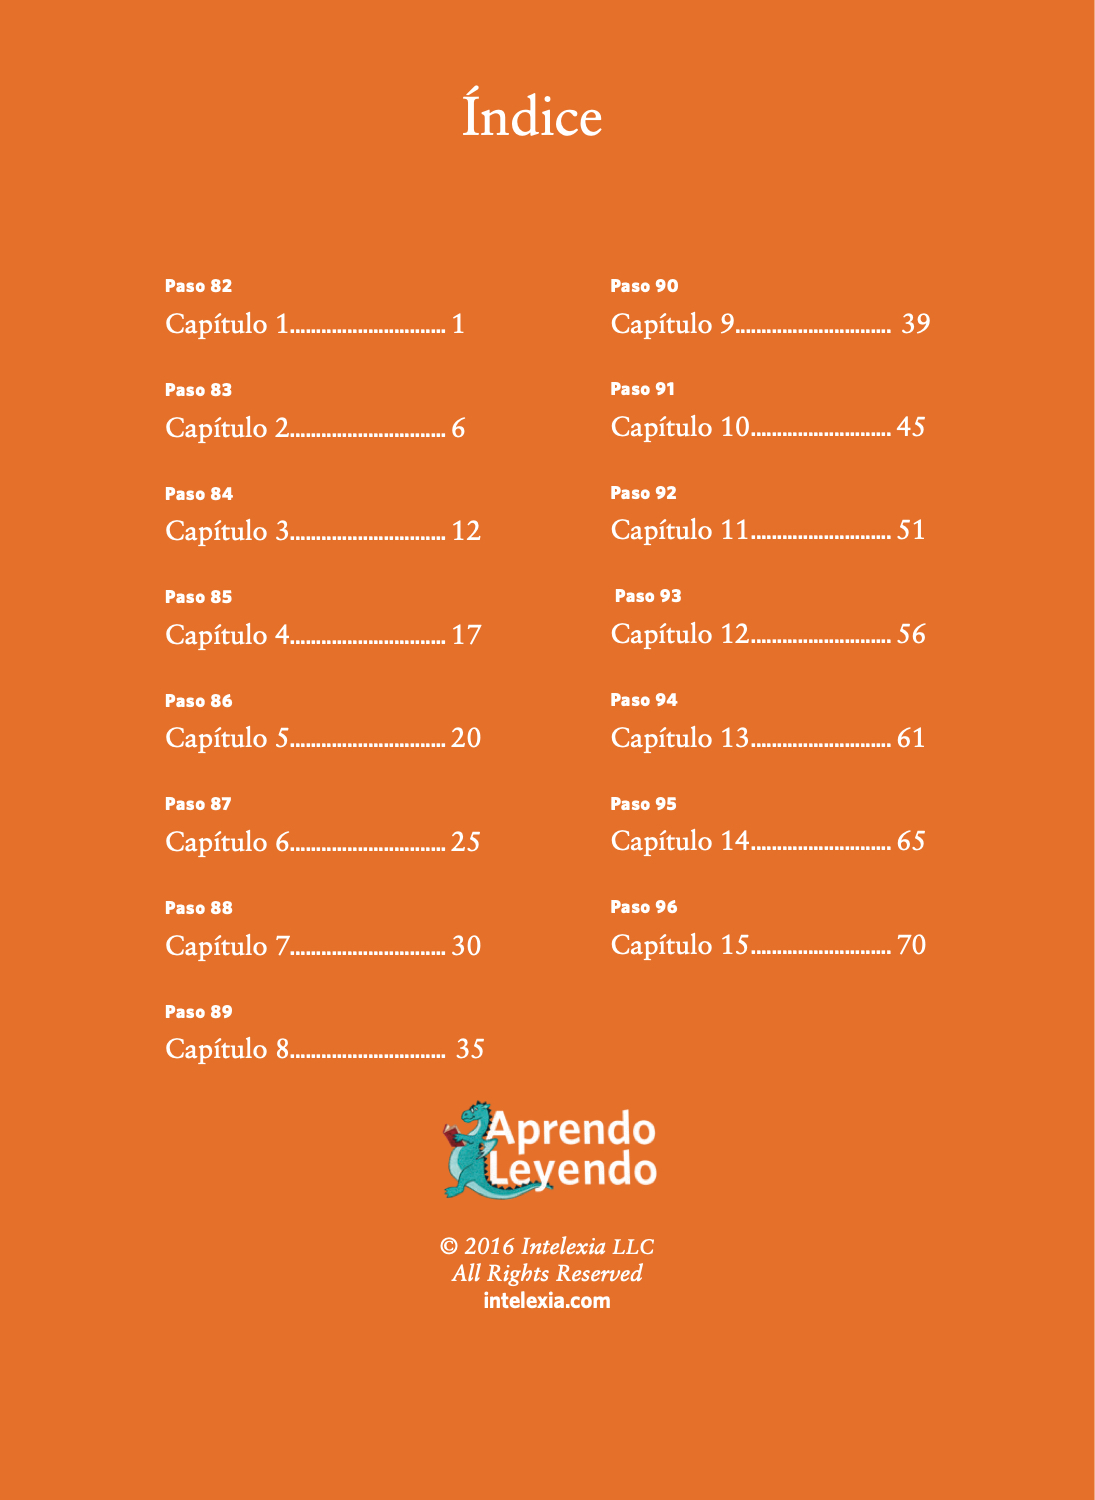 Índice
Paso 82
Capítulo 1.............................. 1
Paso 83
Capítulo 2.............................. 6
Paso 84
Capítulo 3.............................. 12
Paso 85
Capítulo 4.............................. 17
Paso 86
Capítulo 5.............................. 20
Paso 87
Capítulo 6.............................. 25
Paso 88
Capítulo 7.............................. 30
Paso 89
Capítulo 8.............................. 35
Paso 90
Capítulo 9.............................. 39
Paso 91
Capítulo 10........................... 45
Paso 92
Capítulo 11........................... 51
Paso 93
Capítulo 12........................... 56
Paso 94
Capítulo 13........................... 61
Paso 95
Capítulo 14........................... 65
Paso 96
Capítulo 15........................... 70
Aprendo
Leyendo
© 2016 Intelexia LLC
All Rights Reserved
intelexia.com